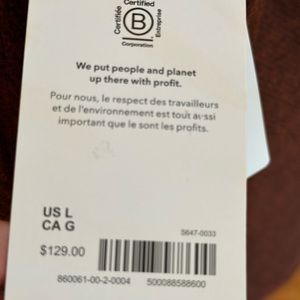 Certified
Certifiée
B
Entreprise
Corporation
We put people and planet
up there with profit.
Pour nous, le respect des travailleurs
et de l'environnement est tout aussi
important que le sont les profits.
US L
CA G
S647-0033
$129.00
860061-00-2-0004 500088588600